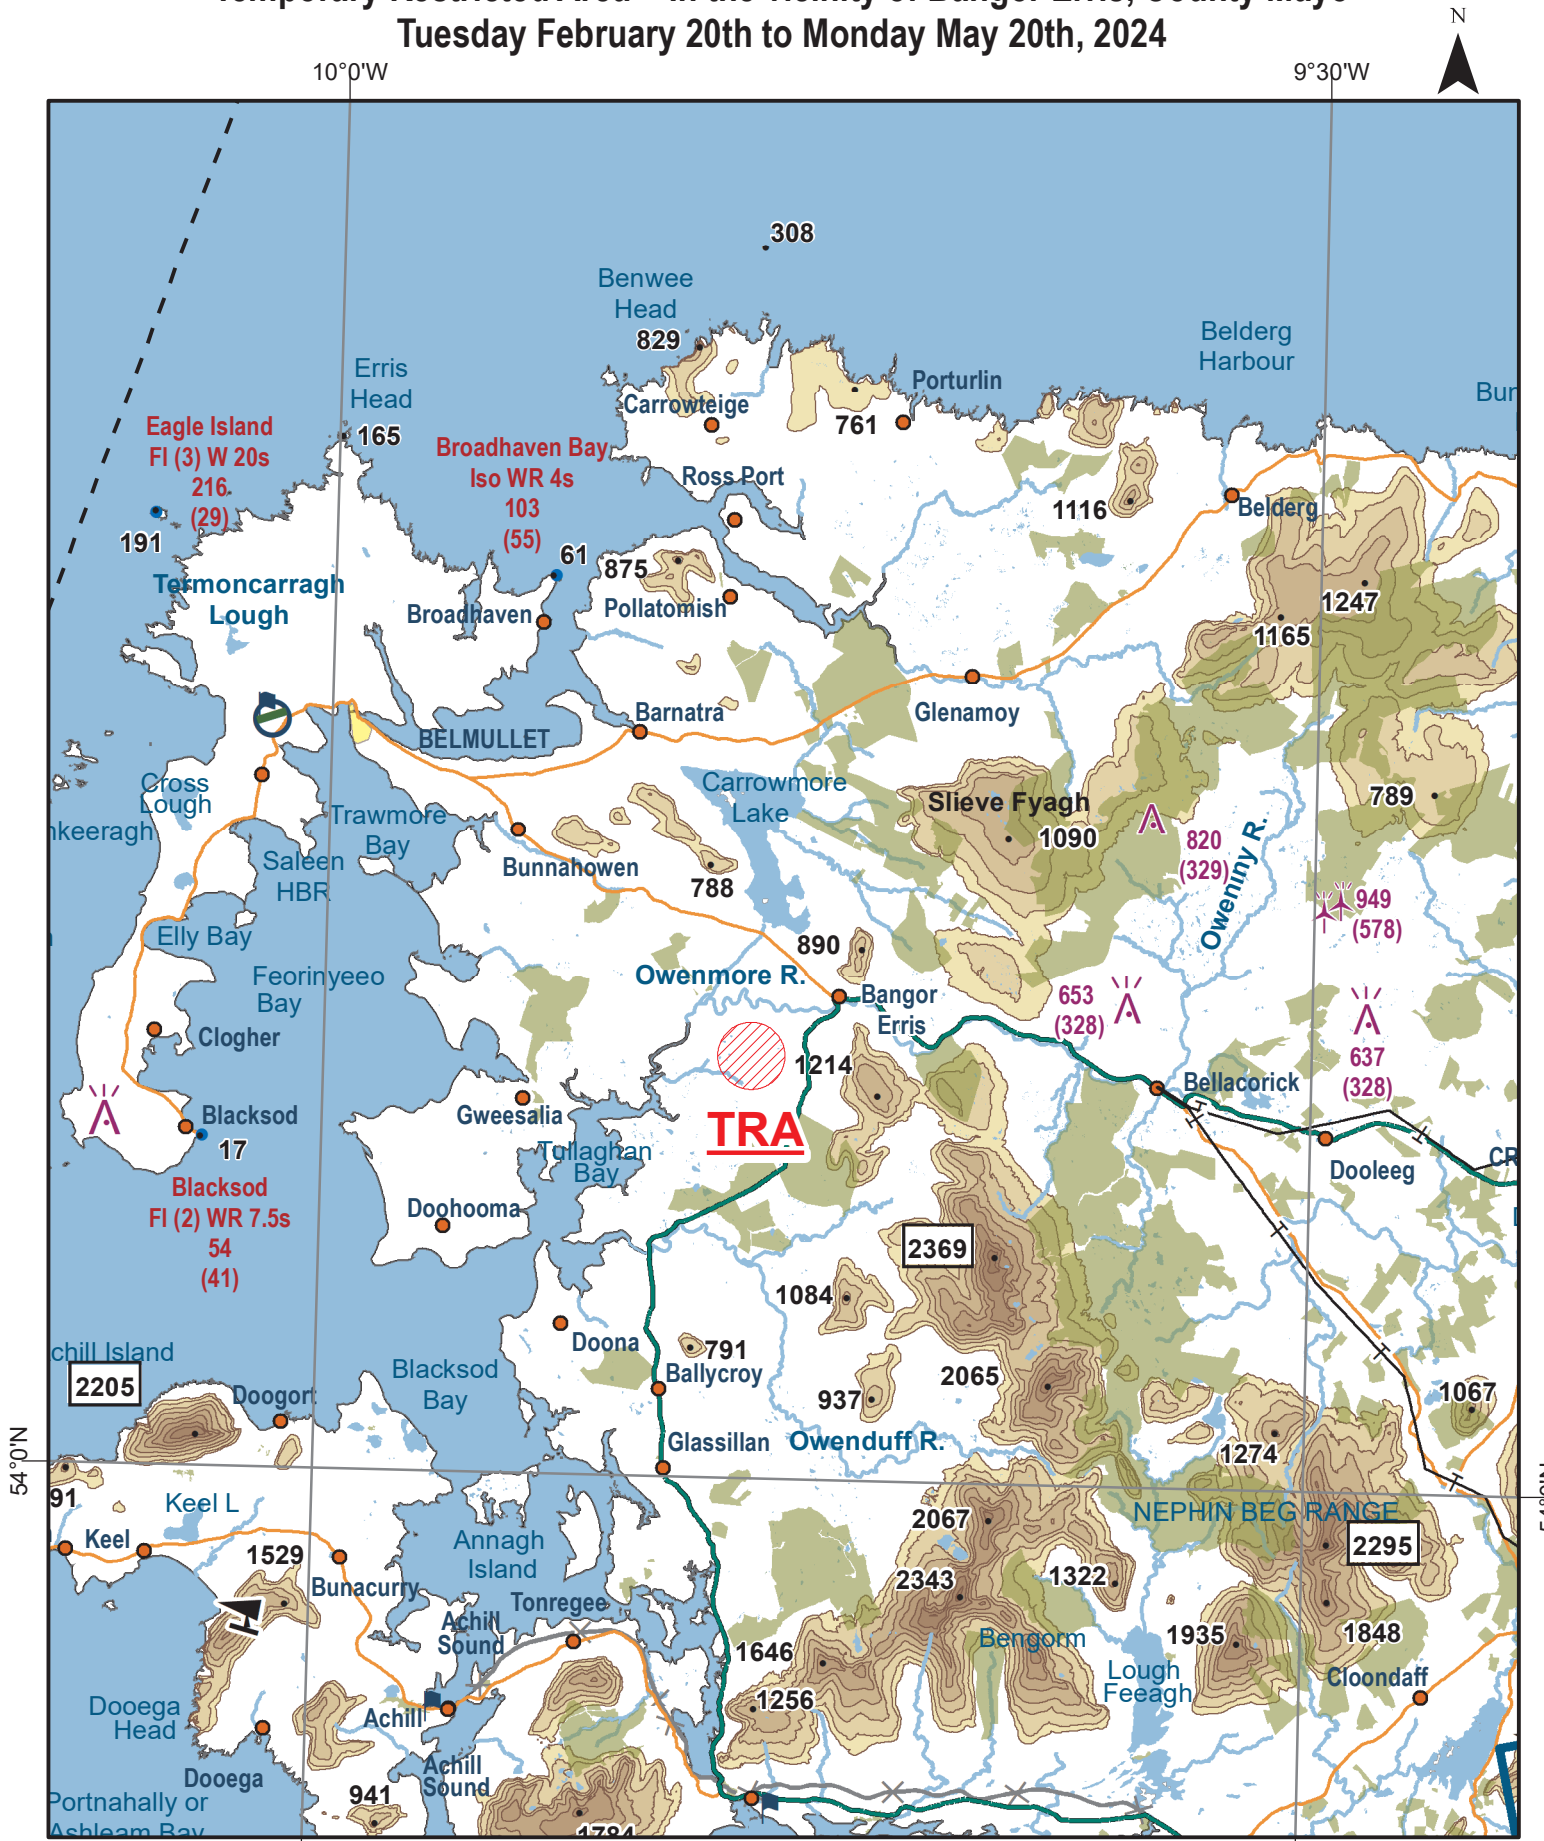 Tuesday February 20th to Monday May 20th, 2024
N
10°0'W
9°30'W
308
Benwee
Head
829
Belderg
Harbour
Erris
Head
165
Porturlin
Carrowteige
761
Eagle Island
Fl (3) W 20s
216
(29)
191
Broadhaven Bay
Iso WR 4s
103
(55)
61
Ross Port
1116
Belderg
875
Pollatomish
Termoncarragh
Lough
Broadhaven
1247
1165
Barnatra
Glenamoy
BELMULLET
Cross
Lough
Trawmore
Bay
Carrowmore
Lake
Slieve Fyagh
1090
789
820
(329)
Oweniny R.
Saleen
HBR
Bunnahowen
788
949
(578)
Elly Bay
890
Feorinyeeo
Bay
Owenmore R.
Bangor
Erris
653
(328)
Clogher
1214
637
(328)
Bellacorick
Blacksod
17
Gweesalia
TRA
Tullaghan
Bay
Dooleeg
Blacksod
Fl (2) WR 7.5s
54
(41)
Doohooma
2369
1084
Doona
791
Ballycroy
2205
Doogort
Blacksod
Bay
937
2065
1067
54°0'N
Glassillan
Owenduff R.
1274
Keel L
NEPHIN BEG RANGE
Keel
1529
Annagh
Island
2067
2295
Bunacurry
2343
1322
Tonregee
Achill
Sound
1646
Bengorm
1935
1848
Lough
Feeagh
Cloondaff
1256
Dooega
Head
Achill
Dooega
Achill
Sound
941
Portnahally or